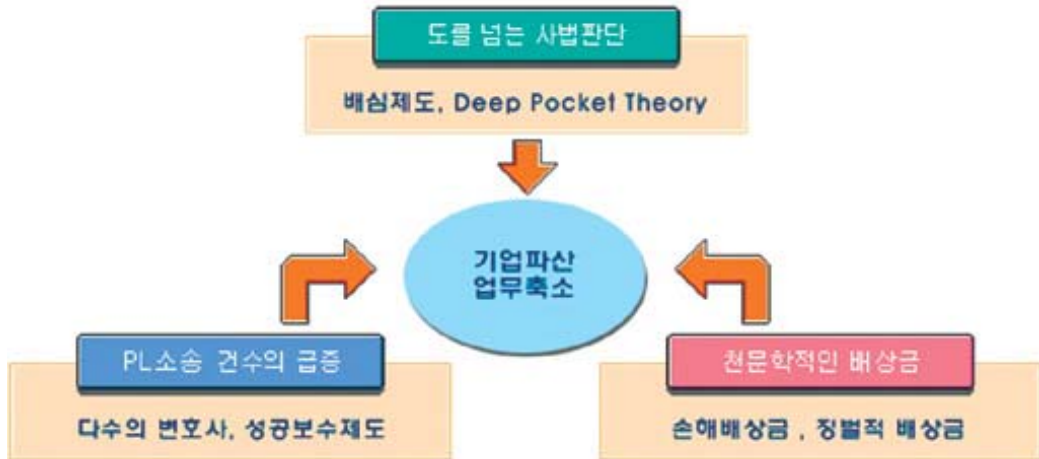 도를 넘는 사법판단
배심제도, Deep Pocket Theory
기업파산
업무축소
PL소송 건수의 급증
다수의 변호사, 성공보수제도
천문학적인 배상금
손해배상금 , 징벌적 배상금